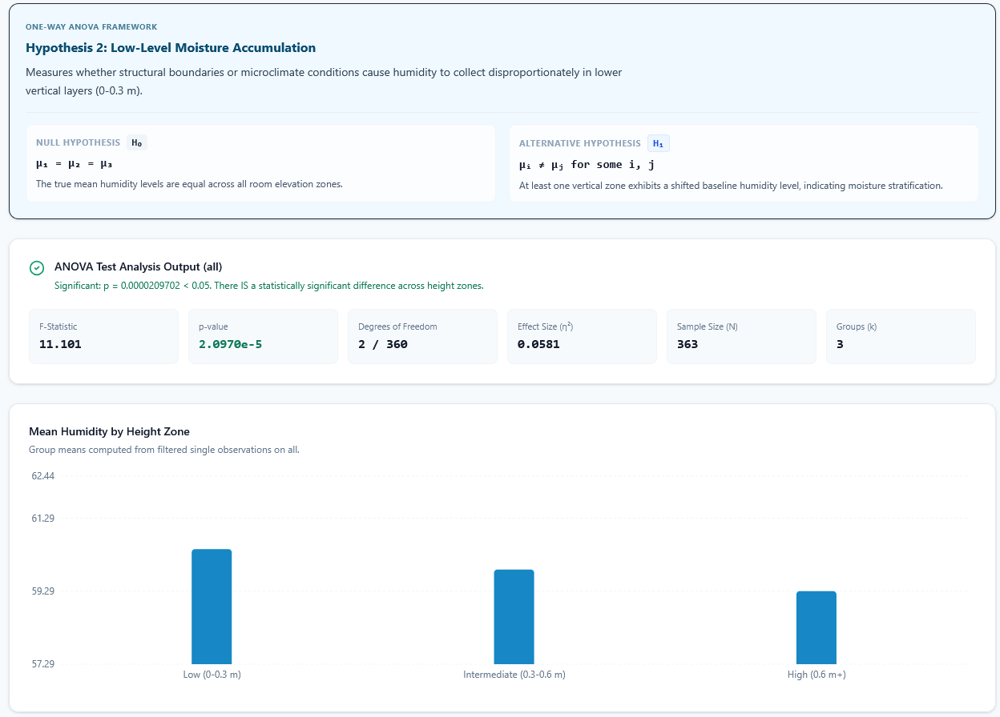 ONE-WAY ANOVA FRAMEWORK
Hypothesis 2: Low-Level Moisture Accumulation
Measures whether structural boundaries or microclimate conditions cause humidity to collect disproportionately in lower
vertical layers (0-0.3 m).
NULL HYPOTHESIS H₀
μ₁ = μ₂ = μ₃
The true mean humidity levels are equal across all room elevation zones.
ALTERNATIVE HYPOTHESIS H₁
μᵢ ≠ μⱼ for some i, j
At least one vertical zone exhibits a shifted baseline humidity level, indicating moisture stratification.
ANOVA Test Analysis Output (all)
Significant: p = 0.0000209702 < 0.05. There IS a statistically significant difference across height zones.
F-Statistic
11.101
p-value
2.0970e-5
Degrees of Freedom
2 / 360
Effect Size (η²)
0.0581
Sample Size (N)
363
Groups (k)
3
Mean Humidity by Height Zone
Group means computed from filtered single observations on all.
62.44
61.29
59.29
57.29
Low (0-0.3 m)
Intermediate (0.3-0.6 m)
High (0.6 m+)